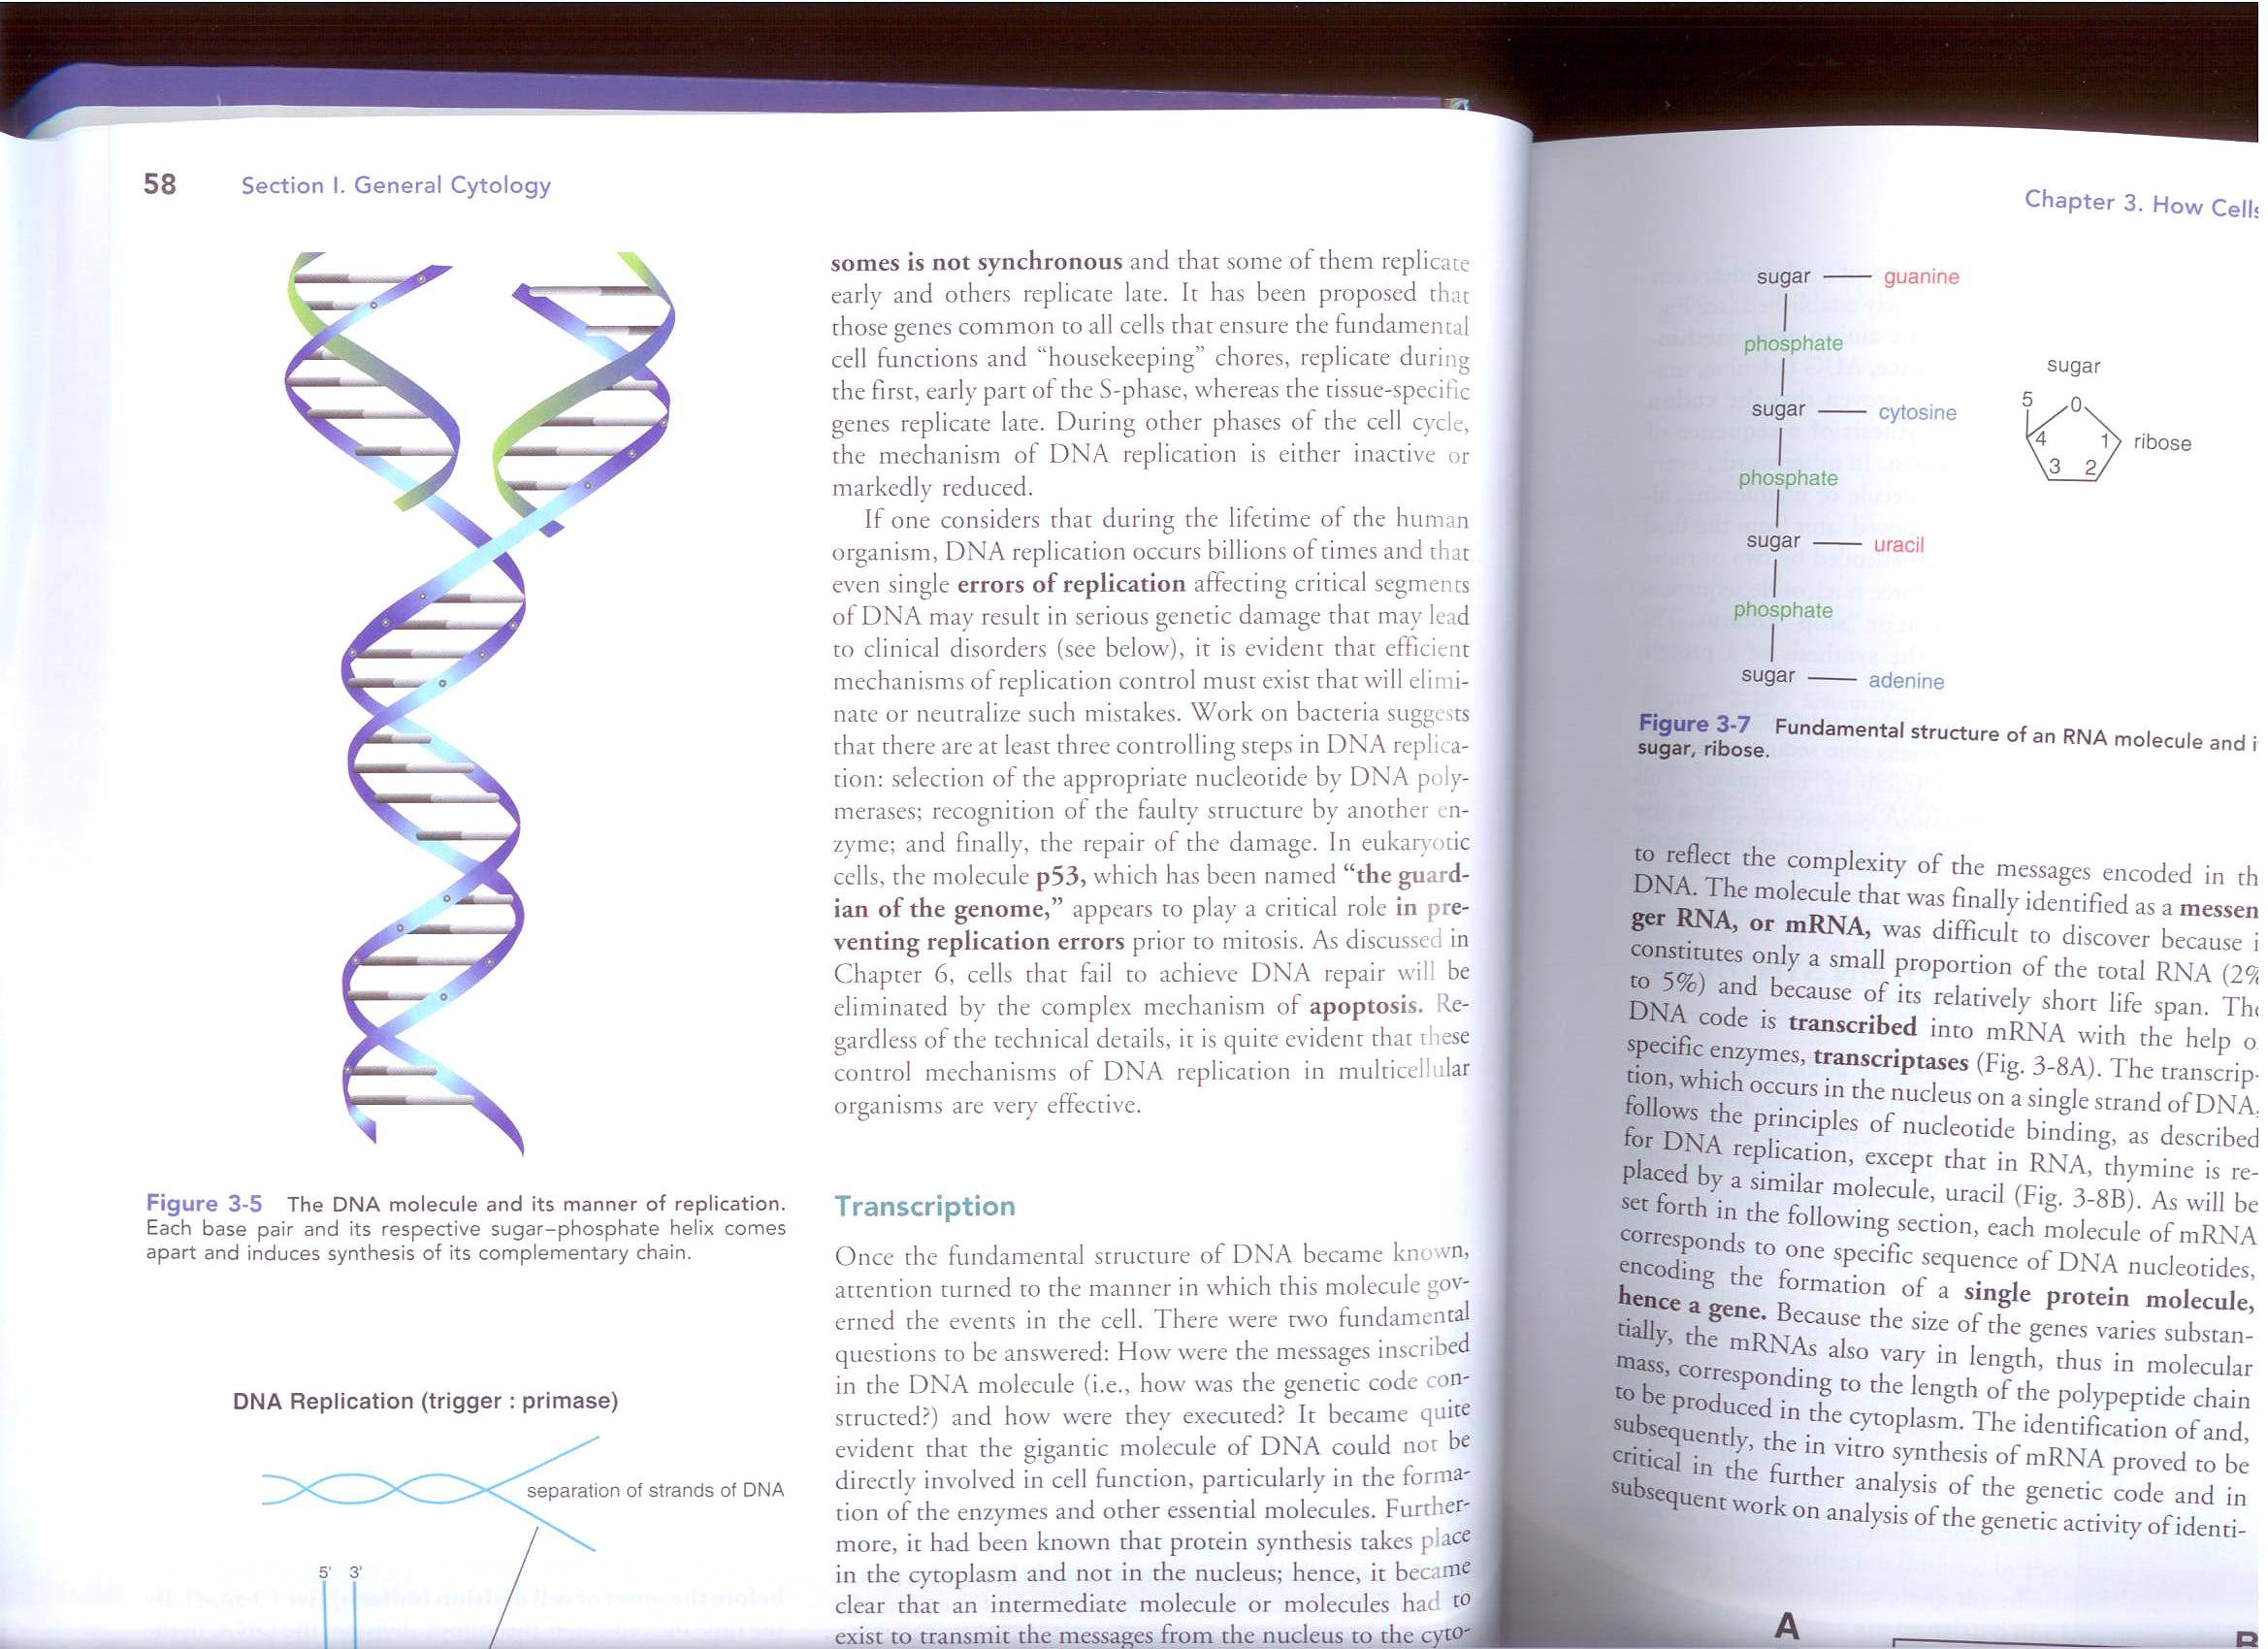 58 Section I. General Cytology
Figure 3-5 The DNA molecule and its manner of replication.
Each base pair and its respective sugar–phosphate helix comes
apart and induces synthesis of its complementary chain.
DNA Replication (trigger : primase)
separation of strands of DNA
5' 3'
somes is not synchronous and that some of them replicate
early and others replicate late. It has been proposed that
those genes common to all cells that ensure the fundamental
cell functions and “housekeeping” chores, replicate during
the first, early part of the S-phase, whereas the tissue-specific
genes replicate late. During other phases of the cell cycle,
the mechanism of DNA replication is either inactive or
markedly reduced.
If one considers that during the lifetime of the human
organism, DNA replication occurs billions of times and that
even single errors of replication affecting critical segments
of DNA may result in serious genetic damage that may lead
to clinical disorders (see below), it is evident that efficient
mechanisms of replication control must exist that will elimi-
nate or neutralize such mistakes. Work on bacteria suggests
that there are at least three controlling steps in DNA replica-
tion: selection of the appropriate nucleotide by DNA poly-
merases; recognition of the faulty structure by another en-
zyme; and finally, the repair of the damage. In eukaryotic
cells, the molecule p53, which has been named “the guard-
ian of the genome,” appears to play a critical role in pre-
venting replication errors prior to mitosis. As discussed in
Chapter 6, cells that fail to achieve DNA repair will be
eliminated by the complex mechanism of apoptosis. Re-
gardless of the technical details, it is quite evident that these
control mechanisms of DNA replication in multicellular
organisms are very effective.
Transcription
Once the fundamental structure of DNA became known,
attention turned to the manner in which this molecule gov-
erned the events in the cell. There were two fundamental
questions to be answered: How were the messages inscribed
in the DNA molecule (i.e., how was the genetic code con-
structed?) and how were they executed? It became quite
evident that the gigantic molecule of DNA could not be
directly involved in cell function, particularly in the forma-
tion of the enzymes and other essential molecules. Further-
more, it had been known that protein synthesis takes place
in the cytoplasm and not in the nucleus; hence, it became
clear that an intermediate molecule or molecules had to
exist to transmit the messages from the nucleus to the cyto-
Chapter 3. How Cells
sugar guanine
phosphate
sugar cytosine
phosphate
sugar uracil
phosphate
sugar adenine
sugar
5 0
4 1 ribose
3 2
Figure 3-7 Fundamental structure of an RNA molecule and i
sugar, ribose.
to reflect the complexity of the messages encoded in th
DNA. The molecule that was finally identified as a messen
ger RNA, or mRNA, was difficult to discover because i
constitutes only a small proportion of the total RNA (2%
to 5%) and because of its relatively short life span. The
DNA code is transcribed into mRNA with the help o
specific enzymes, transcriptases (Fig. 3-8A). The transcrip-
tion, which occurs in the nucleus on a single strand of DNA,
follows the principles of nucleotide binding, as described
for DNA replication, except that in RNA, thymine is re-
placed by a similar molecule, uracil (Fig. 3-8B). As will be
set forth in the following section, each molecule of mRNA
corresponds to one specific sequence of DNA nucleotides,
encoding the formation of a single protein molecule,
hence a gene. Because the size of the genes varies substan-
tially, the mRNAs also vary in length, thus in molecular
mass, corresponding to the length of the polypeptide chain
to be produced in the cytoplasm. The identification of and,
subsequently, the in vitro synthesis of mRNA proved to be
critical in the further analysis of the genetic code and in
subsequent work on analysis of the genetic activity of identi-
A